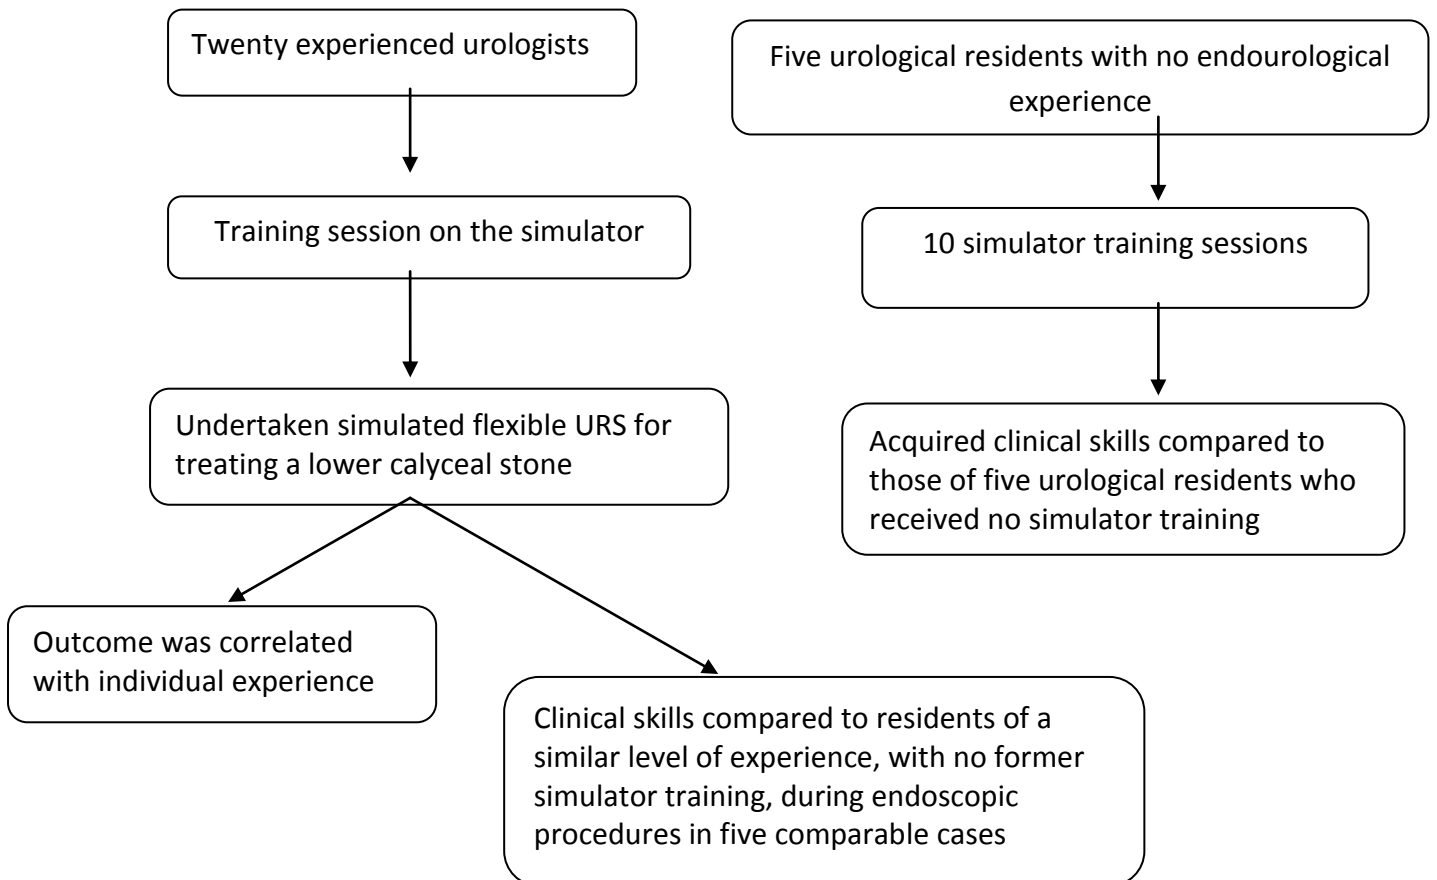 Twenty experienced urologists
Training session on the simulator
Undertaken simulated flexible URS for
treating a lower calyceal stone
Outcome was correlated
with individual experience
Clinical skills compared to residents of a
similar level of experience, with no former
simulator training, during endoscopic
procedures in five comparable cases
Five urological residents with no endourological
experience
10 simulator training sessions
Acquired clinical skills compared to
those of five urological residents who
received no simulator training